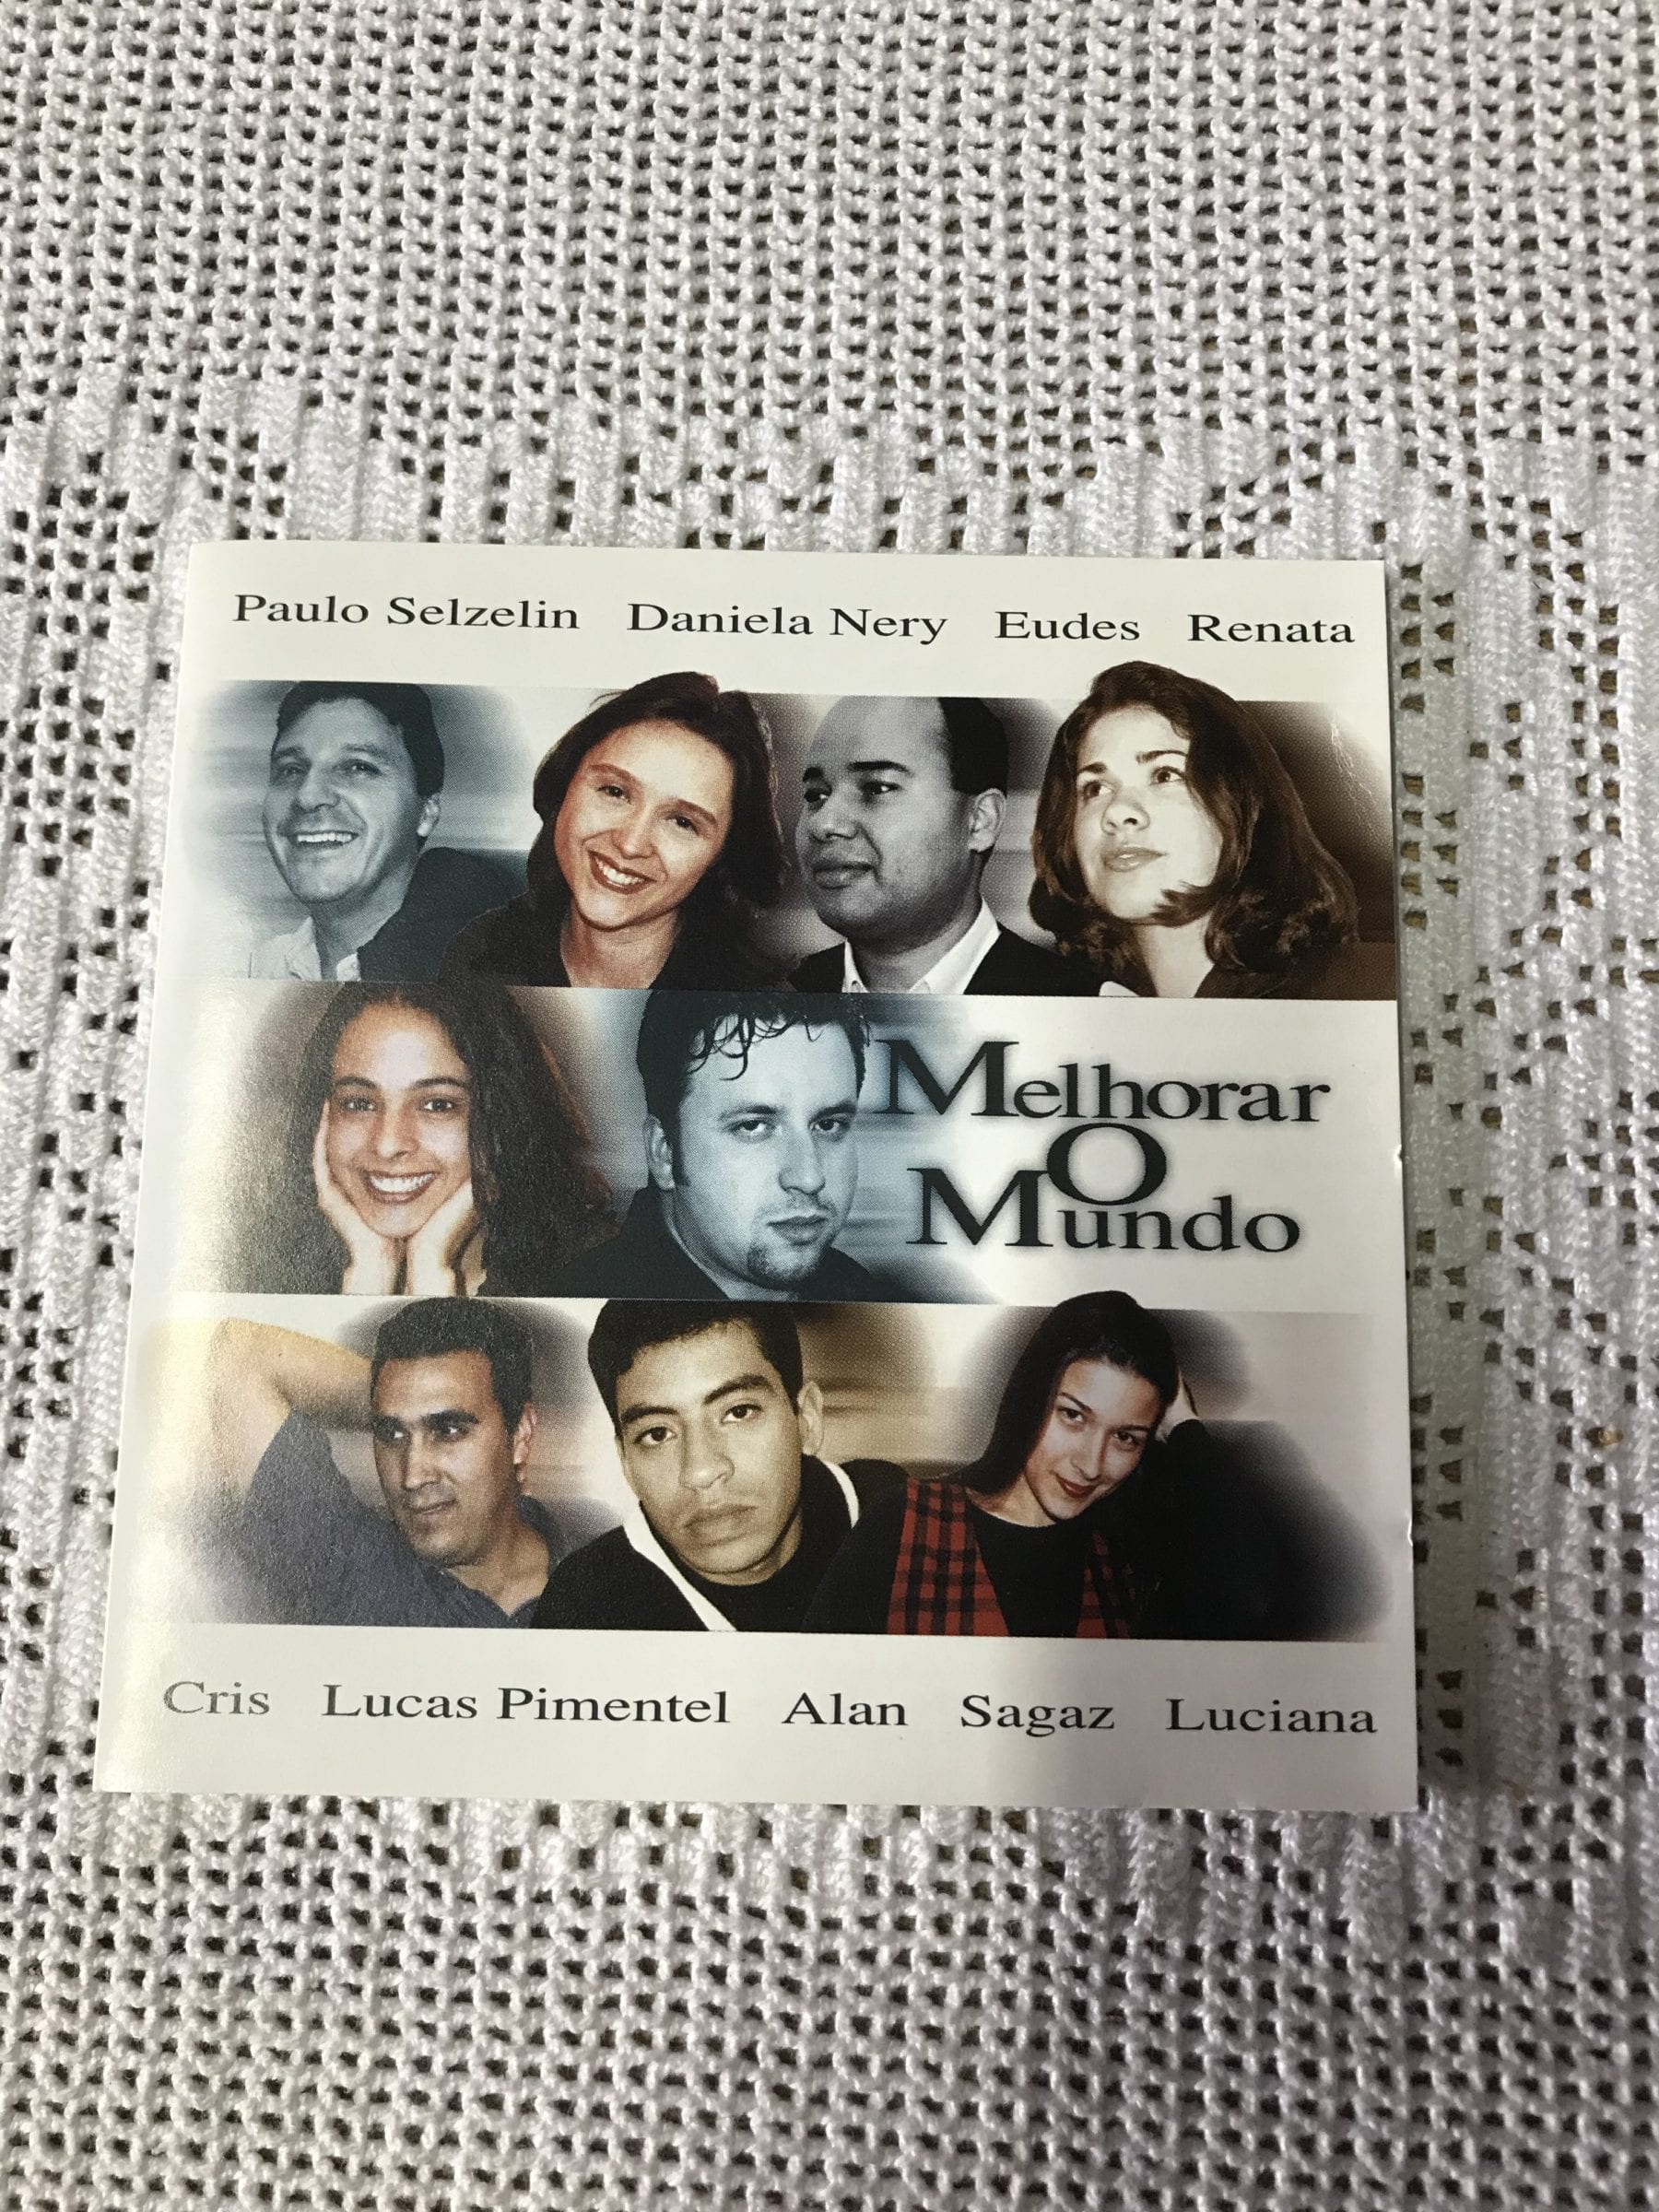 Paulo Selzelin Daniela Nery Eudes Renata
Melhorar
O
Mundo
Cris Lucas Pimentel Alan Sagaz Luciana